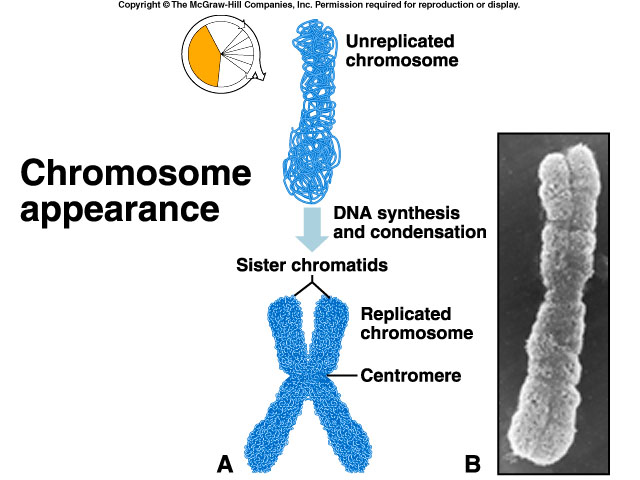 Copyright © The McGraw-Hill Companies, Inc. Permission required for reproduction or display.
Unreplicated
chromosome
Chromosome
appearance
DNA synthesis
and condensation
Sister chromatids
Replicated
chromosome
Centromere
A
B